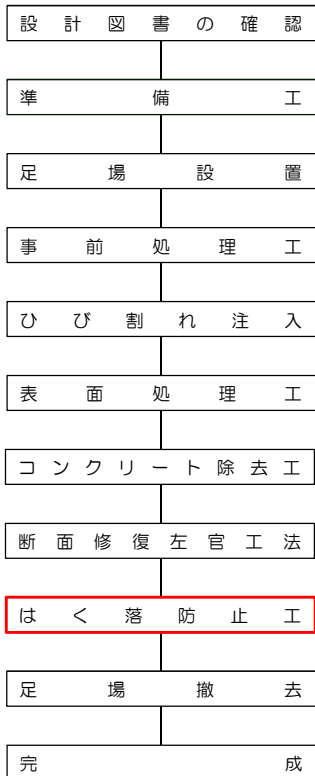 設計図書の確認
準備工
足場設置
事前処理工
ひび割れ注入
表面処理工
コンクリート除去工
断面修復左官工法
はく落防止工
足場撤去
完成